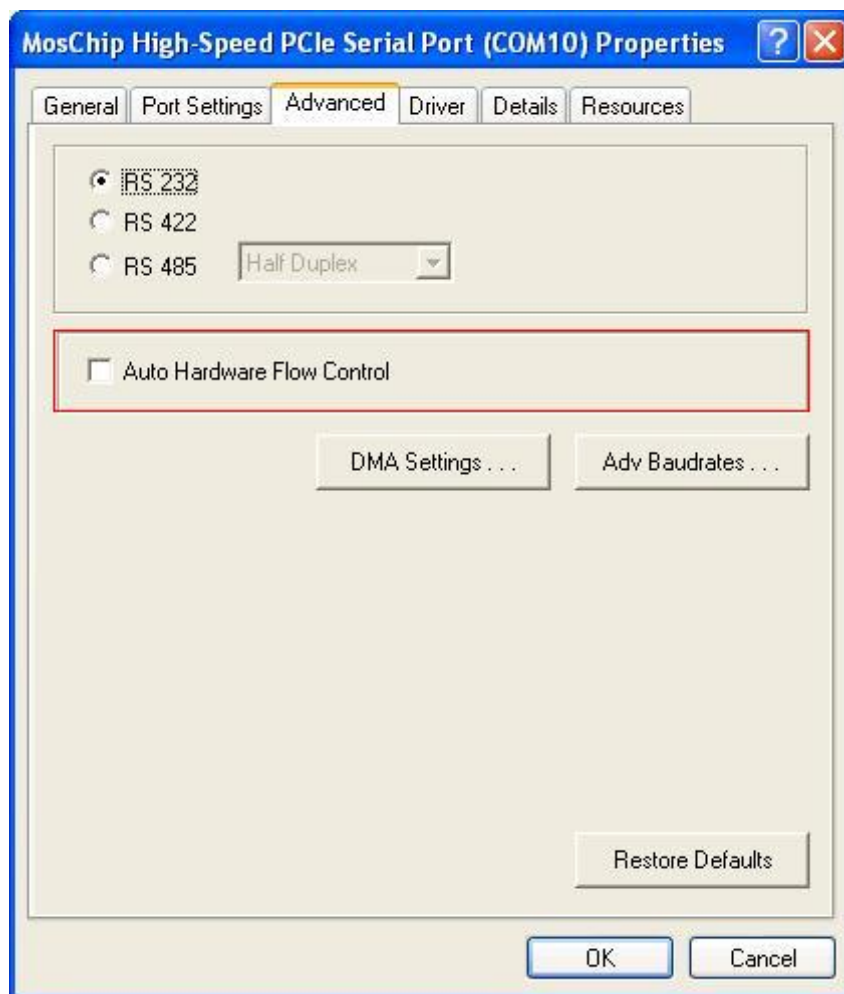 MosChip High-Speed PCIe Serial Port (COM10) Properties
General Port Settings Advanced Driver Details Resources
RS 232
RS 422
RS 485 Half Duplex
Auto Hardware Flow Control
DMA Settings . . . Adv Baudrates . . .
Restore Defaults
OK Cancel